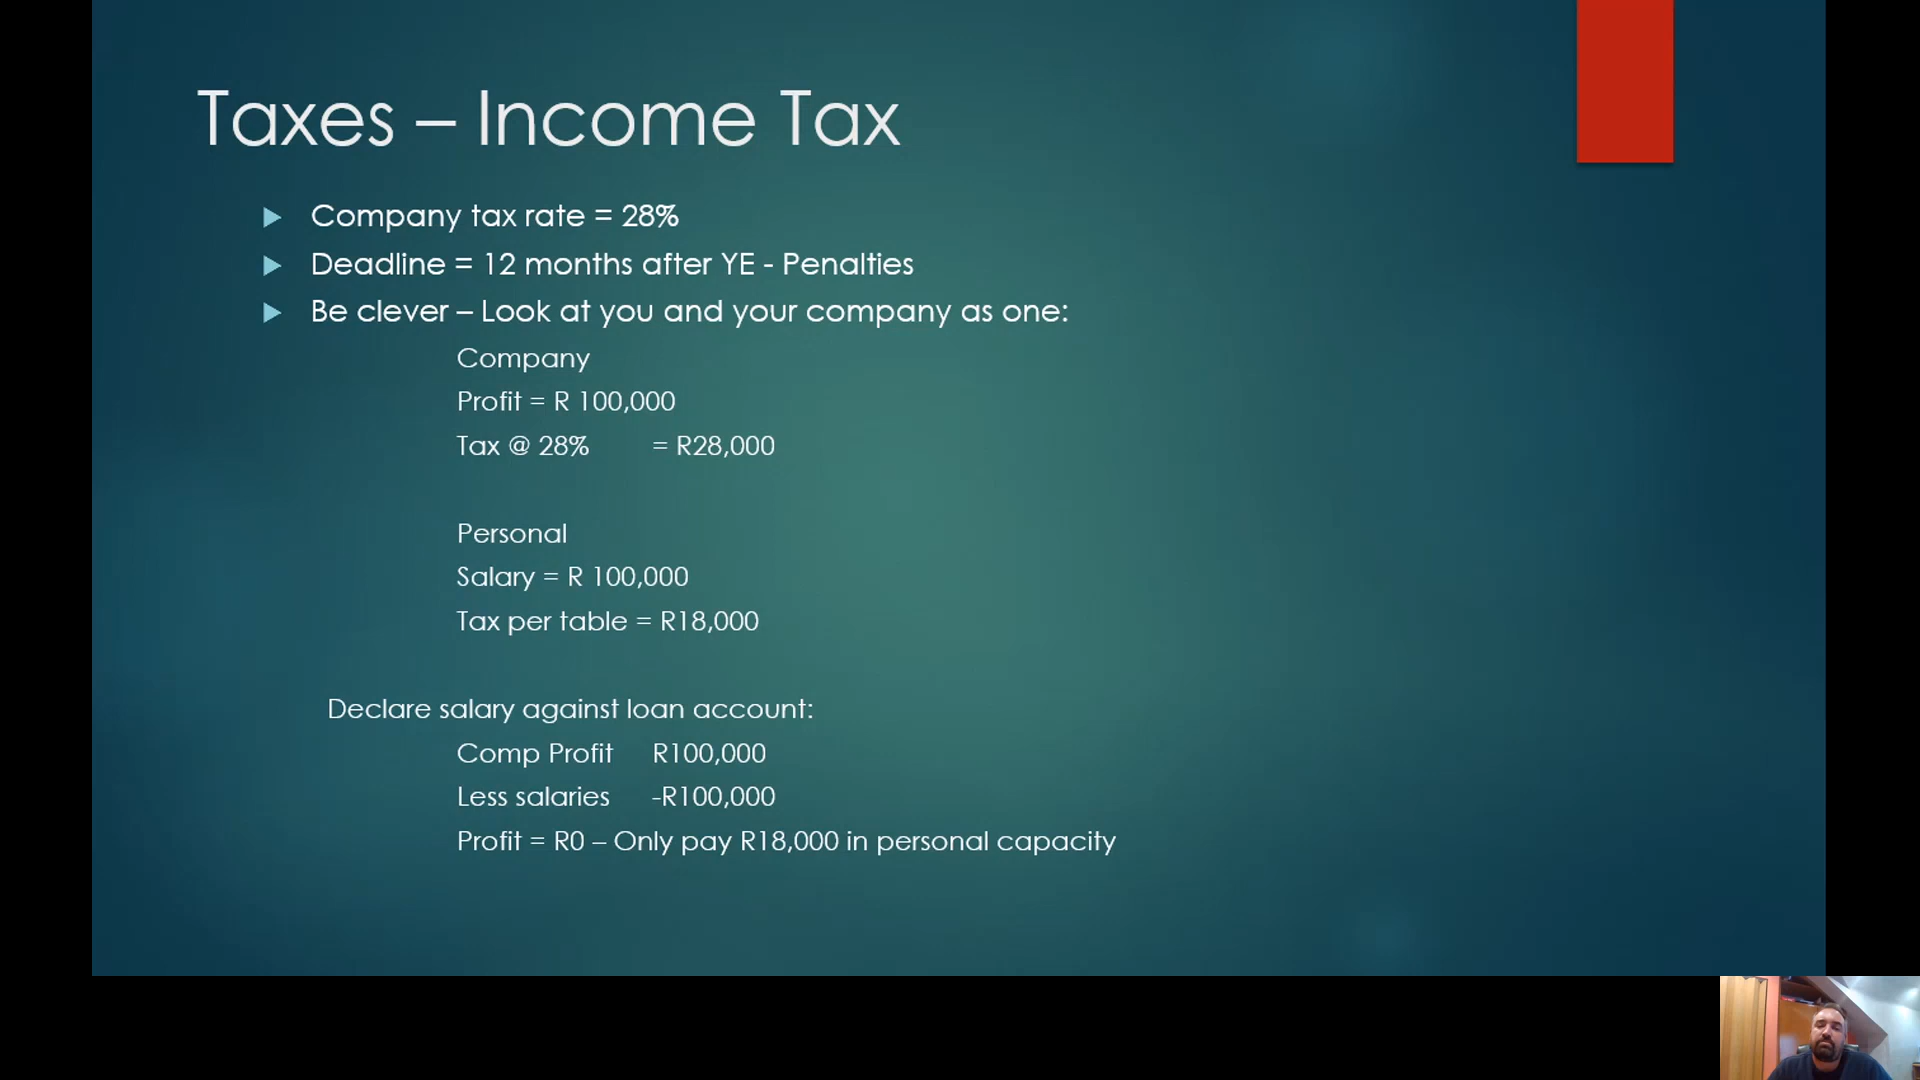 Taxes – Income Tax
Company tax rate = 28%
Deadline = 12 months after YE - Penalties
Be clever – Look at you and your company as one:
Company
Profit = R 100,000
Tax @ 28% = R28,000
Personal
Salary = R 100,000
Tax per table = R18,000
Declare salary against loan account:
Comp Profit R100,000
Less salaries -R100,000
Profit = R0 – Only pay R18,000 in personal capacity